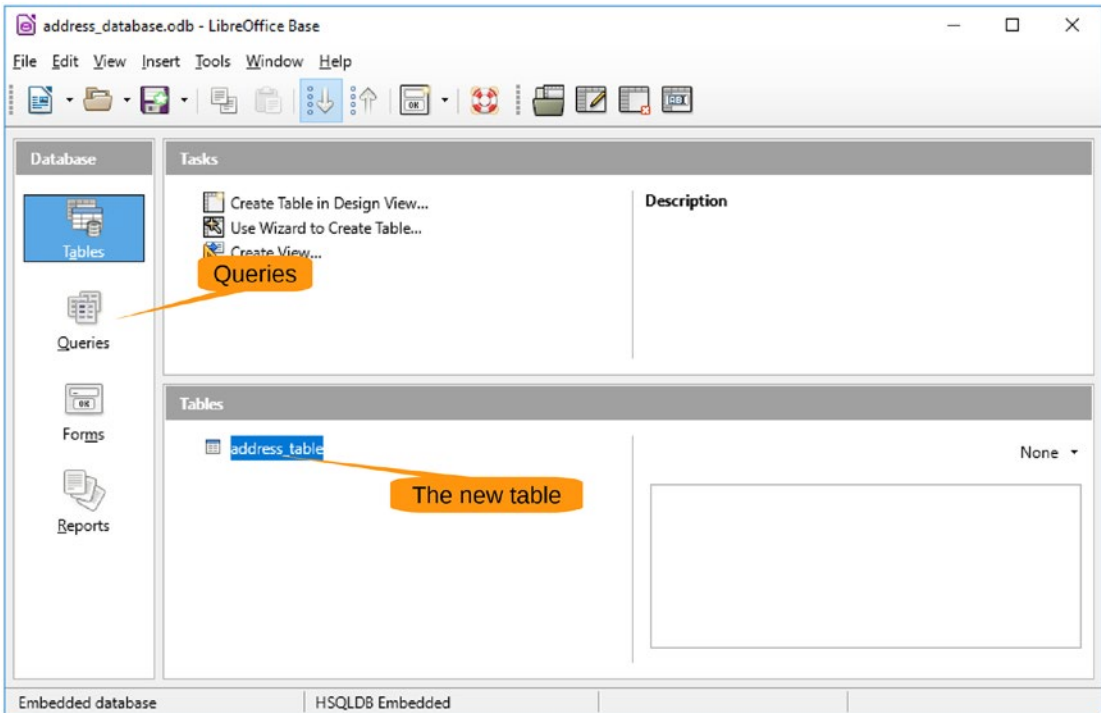 address_database.odb - LibreOffice Base
File Edit View Insert Tools Window Help
Database
Tables
Queries
Forms
Reports
Tasks
Create Table in Design View...
Use Wizard to Create Table...
Create View...
Queries
Description
Tables
address_table
The new table
None
Embedded database
HSQLDB Embedded